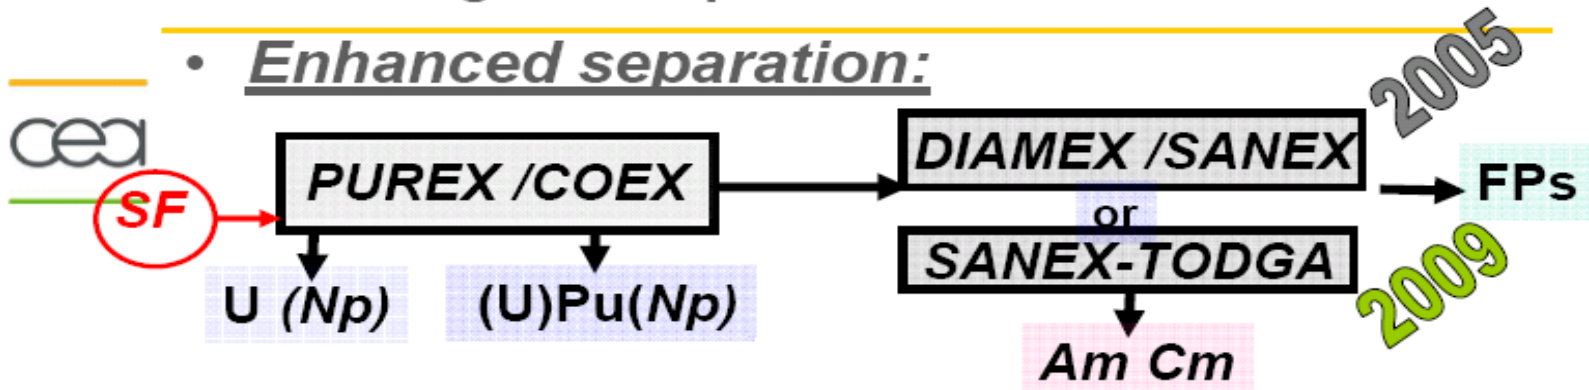 • Enhanced separation:
2005
cea
PUREX /COEX
DIAMEX /SANEX
SF
FPs
or
SANEX-TODGA
U (Np)
(U)Pu(Np)
2009
Am Cm